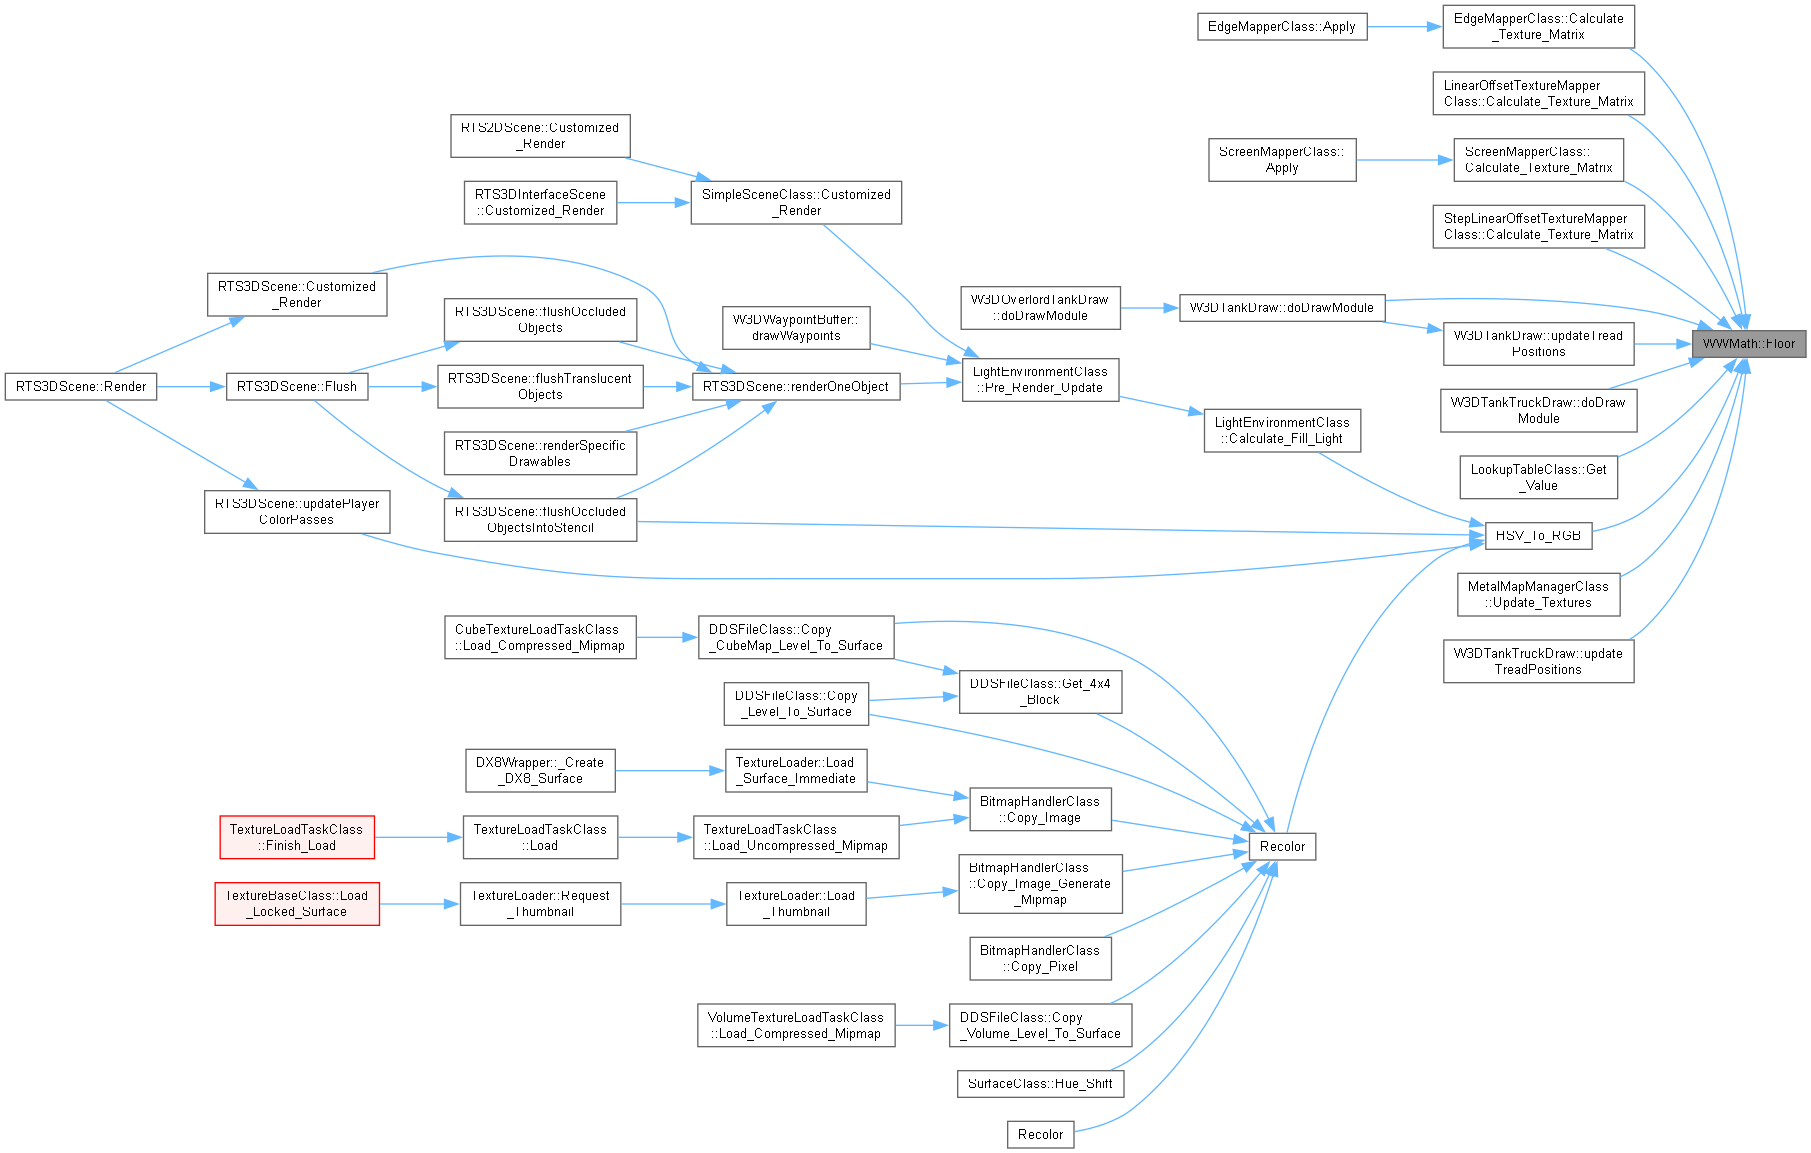 EdgeMapperClass::Apply
EdgeMapperClass::Calculate
_Texture_Matrix
LinearOffsetTextureMapper
Class::Calculate_Texture_Matrix
RTS2DScene::Customized
_Render
ScreenMapperClass::
Apply
ScreenMapperClass::
Calculate_Texture_Matrix
RTS3DInterfaceScene
::Customized_Render
SimpleSceneClass::Customized
_Render
StepLinearOffsetTextureMapper
Class::Calculate_Texture_Matrix
RTS3DScene::Customized
_Render
RTS3DScene::flushOccluded
Objects
W3DWaypointBuffer::
drawWaypoints
W3DOverlordTankDraw
::doDrawModule
W3DTankDraw::doDrawModule
W3DTankDraw::updateTread
Positions
WWMath::Floor
RTS3DScene::Render
RTS3DScene::Flush
RTS3DScene::flushTranslucent
Objects
RTS3DScene::renderOneObject
LightEnvironmentClass
::Pre_Render_Update
W3DTankTruckDraw::doDraw
Module
RTS3DScene::renderSpecific
Drawables
LightEnvironmentClass
::Calculate_Fill_Light
LookupTableClass::Get
_Value
RTS3DScene::updatePlayer
ColorPasses
RTS3DScene::flushOccluded
ObjectsIntoStencil
HSV_To_RGB
MetalMapManagerClass
::Update_Textures
CubeTextureLoadTaskClass
::Load_Compressed_Mipmap
DDSFileClass::Copy
_CubeMap_Level_To_Surface
W3DTankTruckDraw::update
TreadPositions
DDSFileClass::Copy
_Level_To_Surface
DDSFileClass::Get_4x4
_Block
DX8Wrapper::_Create
_DX8_Surface
TextureLoader::Load
_Surface_Immediate
BitmapHandlerClass
::Copy_Image
TextureLoadTaskClass
::Finish_Load
TextureLoadTaskClass
::Load
TextureLoadTaskClass
::Load_Uncompressed_Mipmap
Recolor
BitmapHandlerClass
::Copy_Image_Generate
_Mipmap
TextureBaseClass::Load
_Locked_Surface
TextureLoader::Request
_Thumbnail
TextureLoader::Load
_Thumbnail
BitmapHandlerClass
::Copy_Pixel
VolumeTextureLoadTaskClass
::Load_Compressed_Mipmap
DDSFileClass::Copy
_Volume_Level_To_Surface
SurfaceClass::Hue_Shift
Recolor